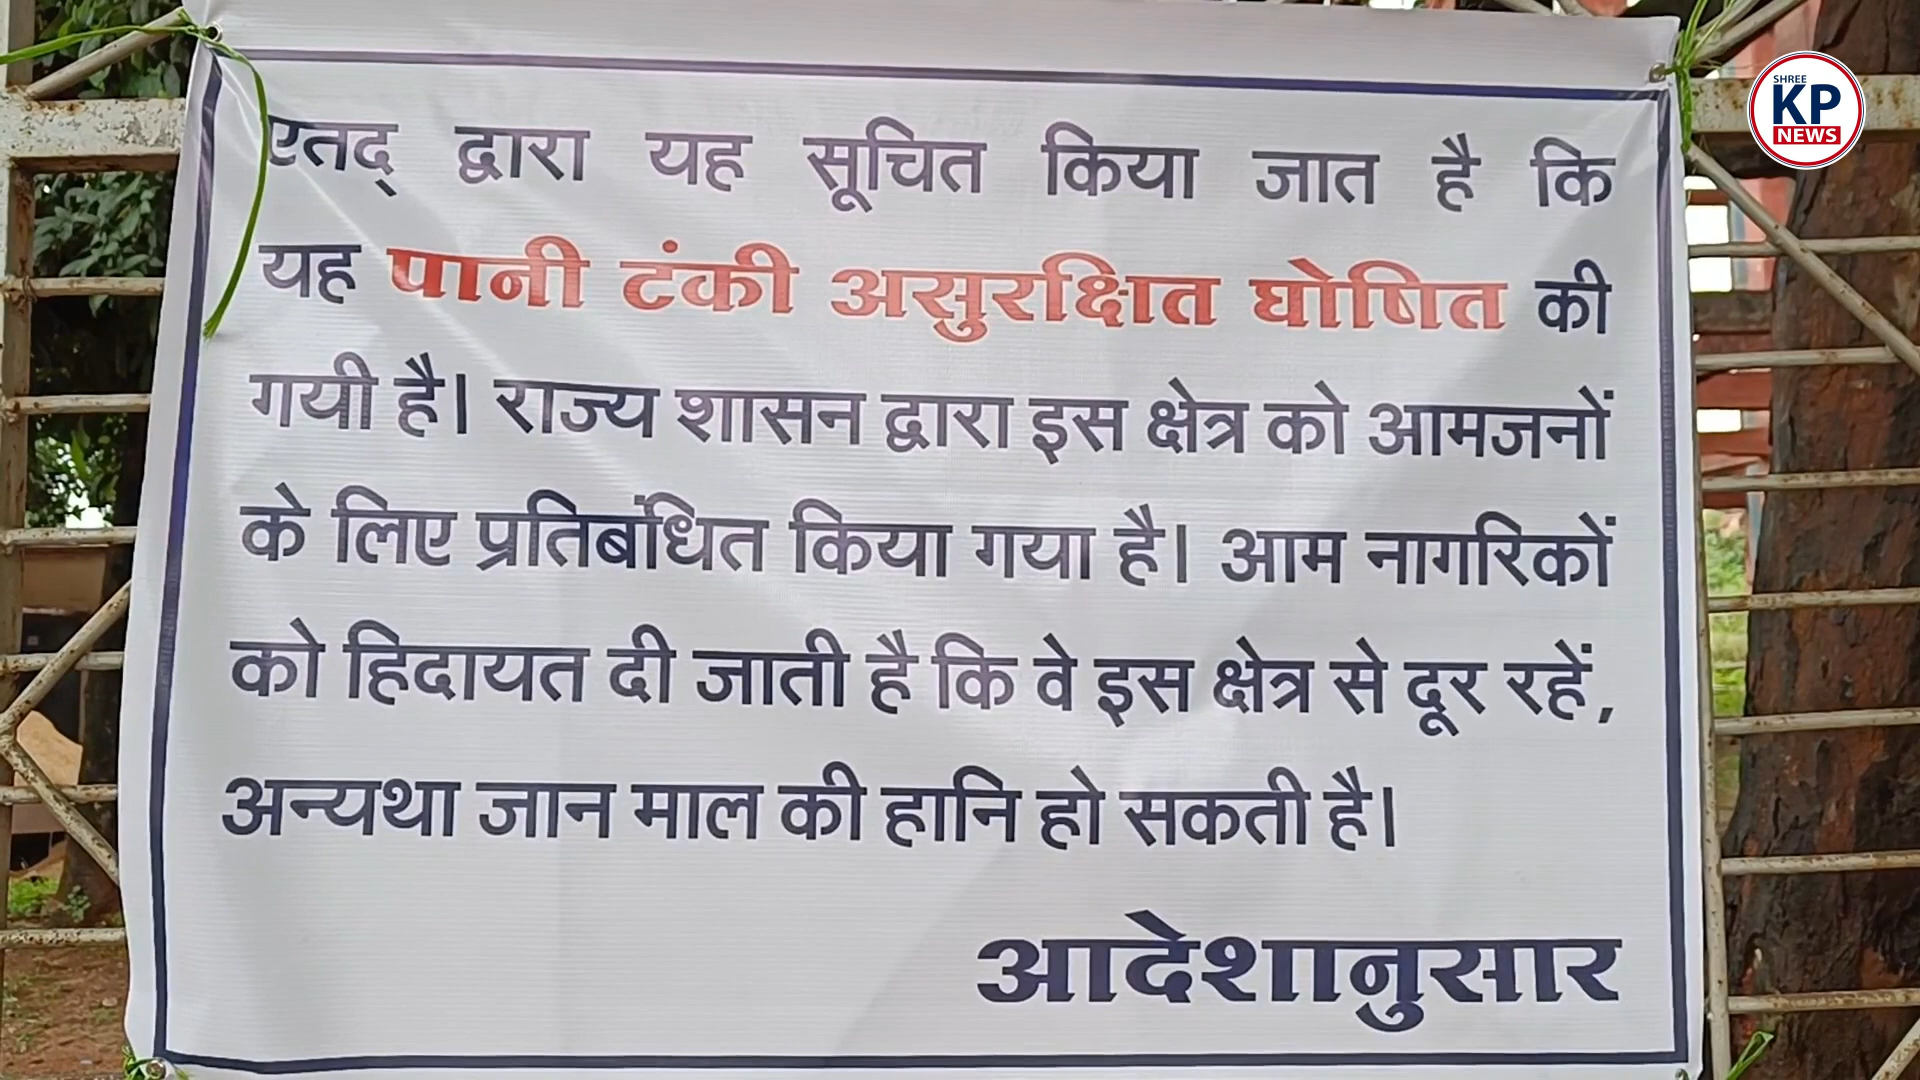 एतद् द्वारा यह सूचित किया जात है कि
यह पानी टंकी असुरक्षित घोषित की
गयी है। राज्य शासन द्वारा इस क्षेत्र को आमजनों
के लिए प्रतिबंधित किया गया है। आम नागरिकों
को हिदायत दी जाती है कि वे इस क्षेत्र से दूर रहें,
अन्यथा जान माल की हानि हो सकती है।
आदेशानुसार
SHREE
KP
NEWS